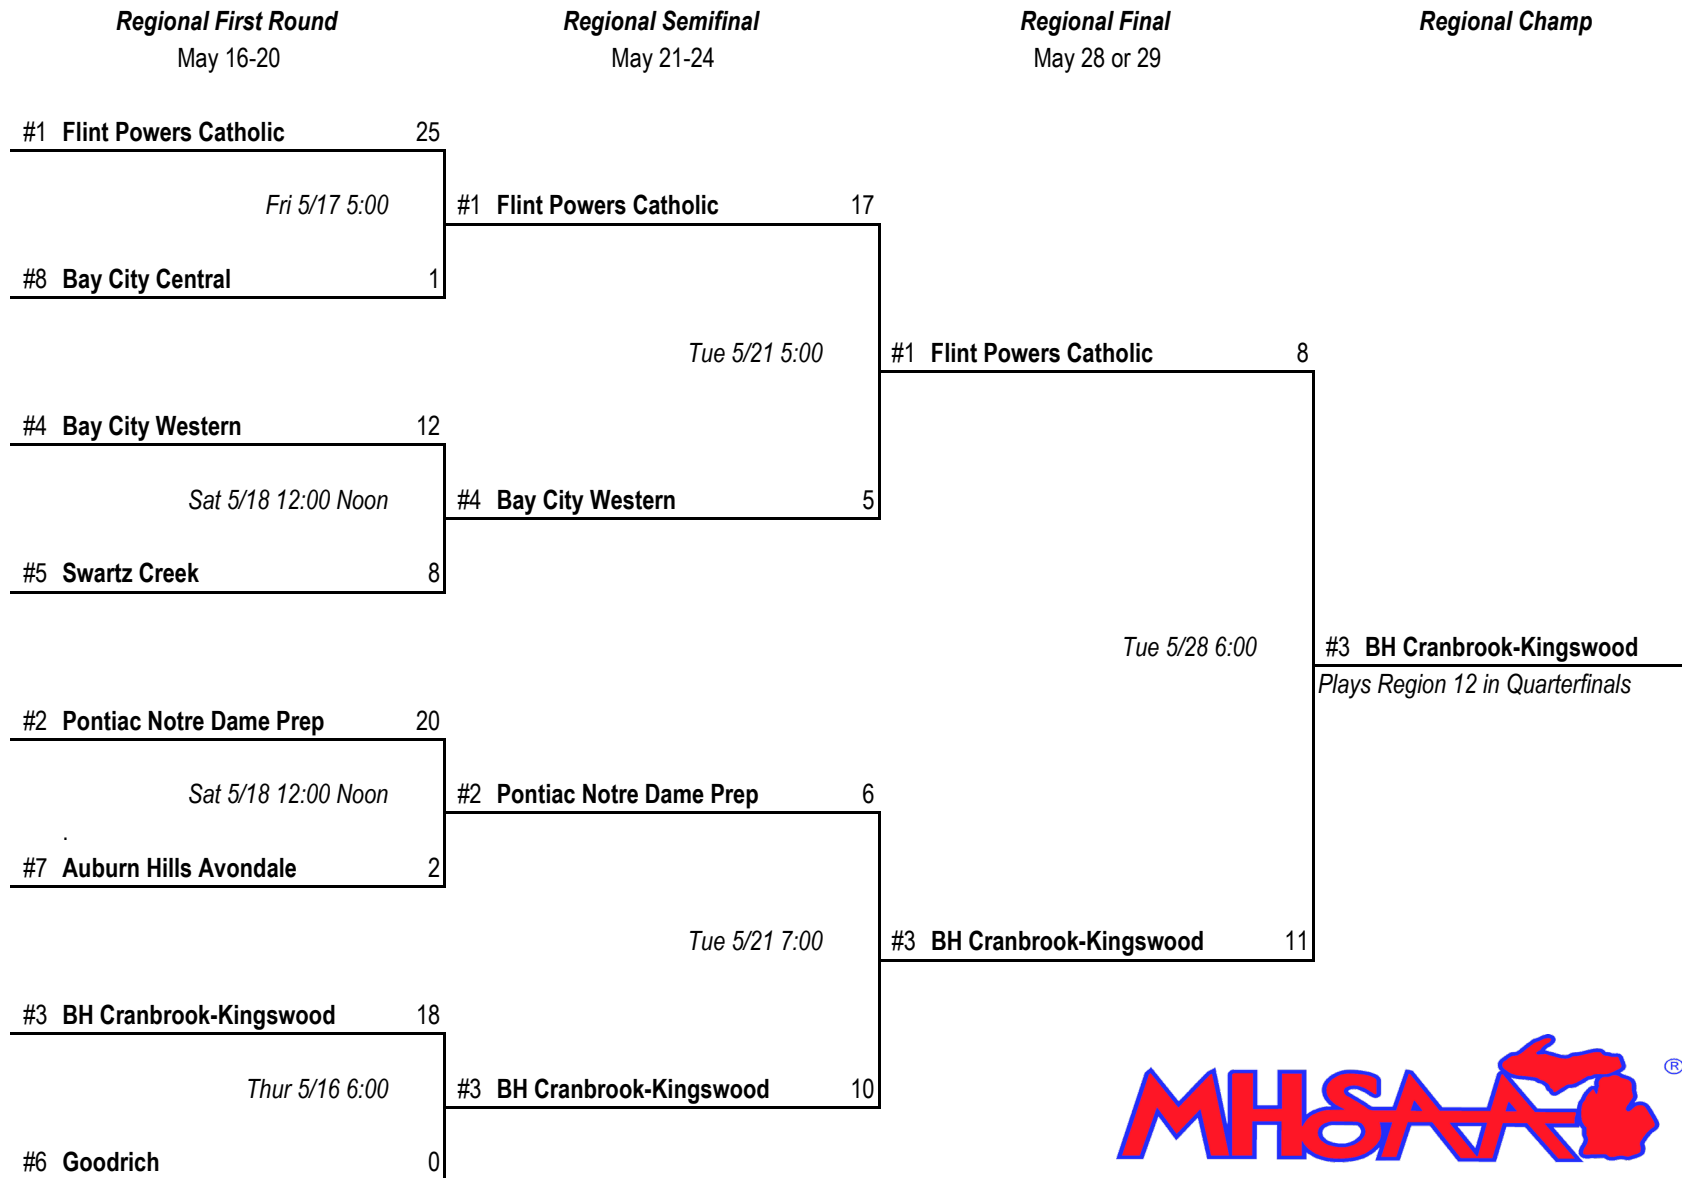 Regional First Round Regional Semifinal Regional Final Regional Champ
May 16-20 May 21-24 May 28 or 29
#1 Flint Powers Catholic 25
Fri 5/17 5:00 #1 Flint Powers Catholic 17
#8 Bay City Central 1
Tue 5/21 5:00 #1 Flint Powers Catholic 8
#4 Bay City Western 12
Sat 5/18 12:00 Noon #4 Bay City Western 5
#5 Swartz Creek 8
Tue 5/28 6:00 #3 BH Cranbrook-Kingswood
Plays Region 12 in Quarterfinals
#2 Pontiac Notre Dame Prep 20
Sat 5/18 12:00 Noon #2 Pontiac Notre Dame Prep 6
.
#7 Auburn Hills Avondale 2
Tue 5/21 7:00 #3 BH Cranbrook-Kingswood 11
#3 BH Cranbrook-Kingswood 18
Thur 5/16 6:00 #3 BH Cranbrook-Kingswood 10
MHSAA ®
#6 Goodrich 0